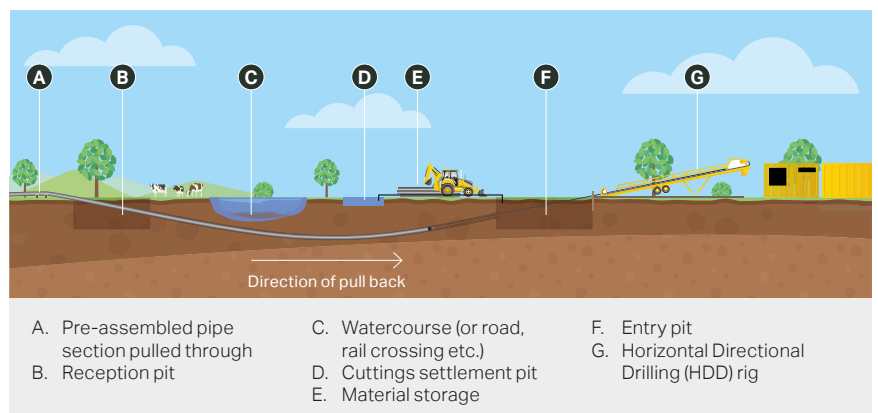 A B C D E F G
Direction of pull back
A. Pre-assembled pipe
section pulled through
B. Reception pit
C. Watercourse (or road,
rail crossing etc.)
D. Cuttings settlement pit
E. Material storage
F. Entry pit
G. Horizontal Directional
Drilling (HDD) rig